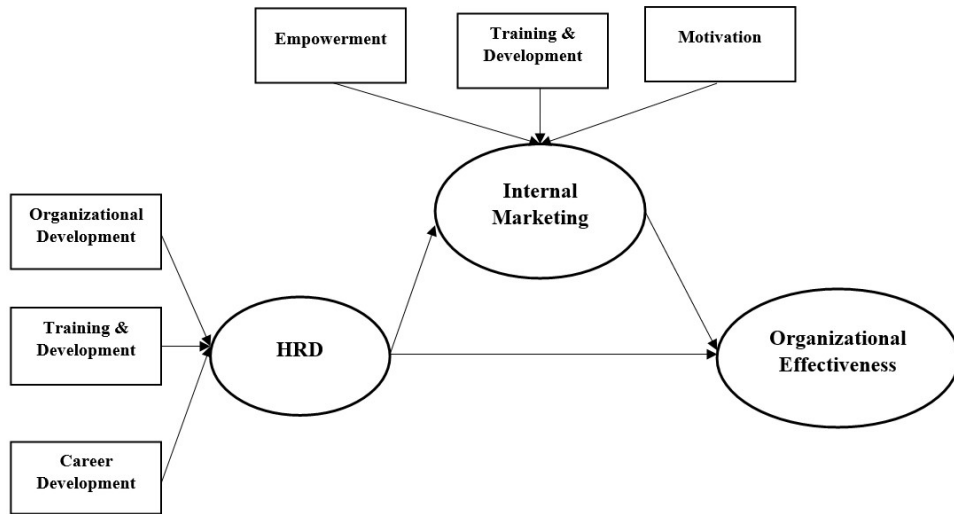 Empowerment
Training &
Development
Motivation
Internal
Marketing
Organizational
Development
Training &
Development
HRD
Organizational
Effectiveness
Career
Development